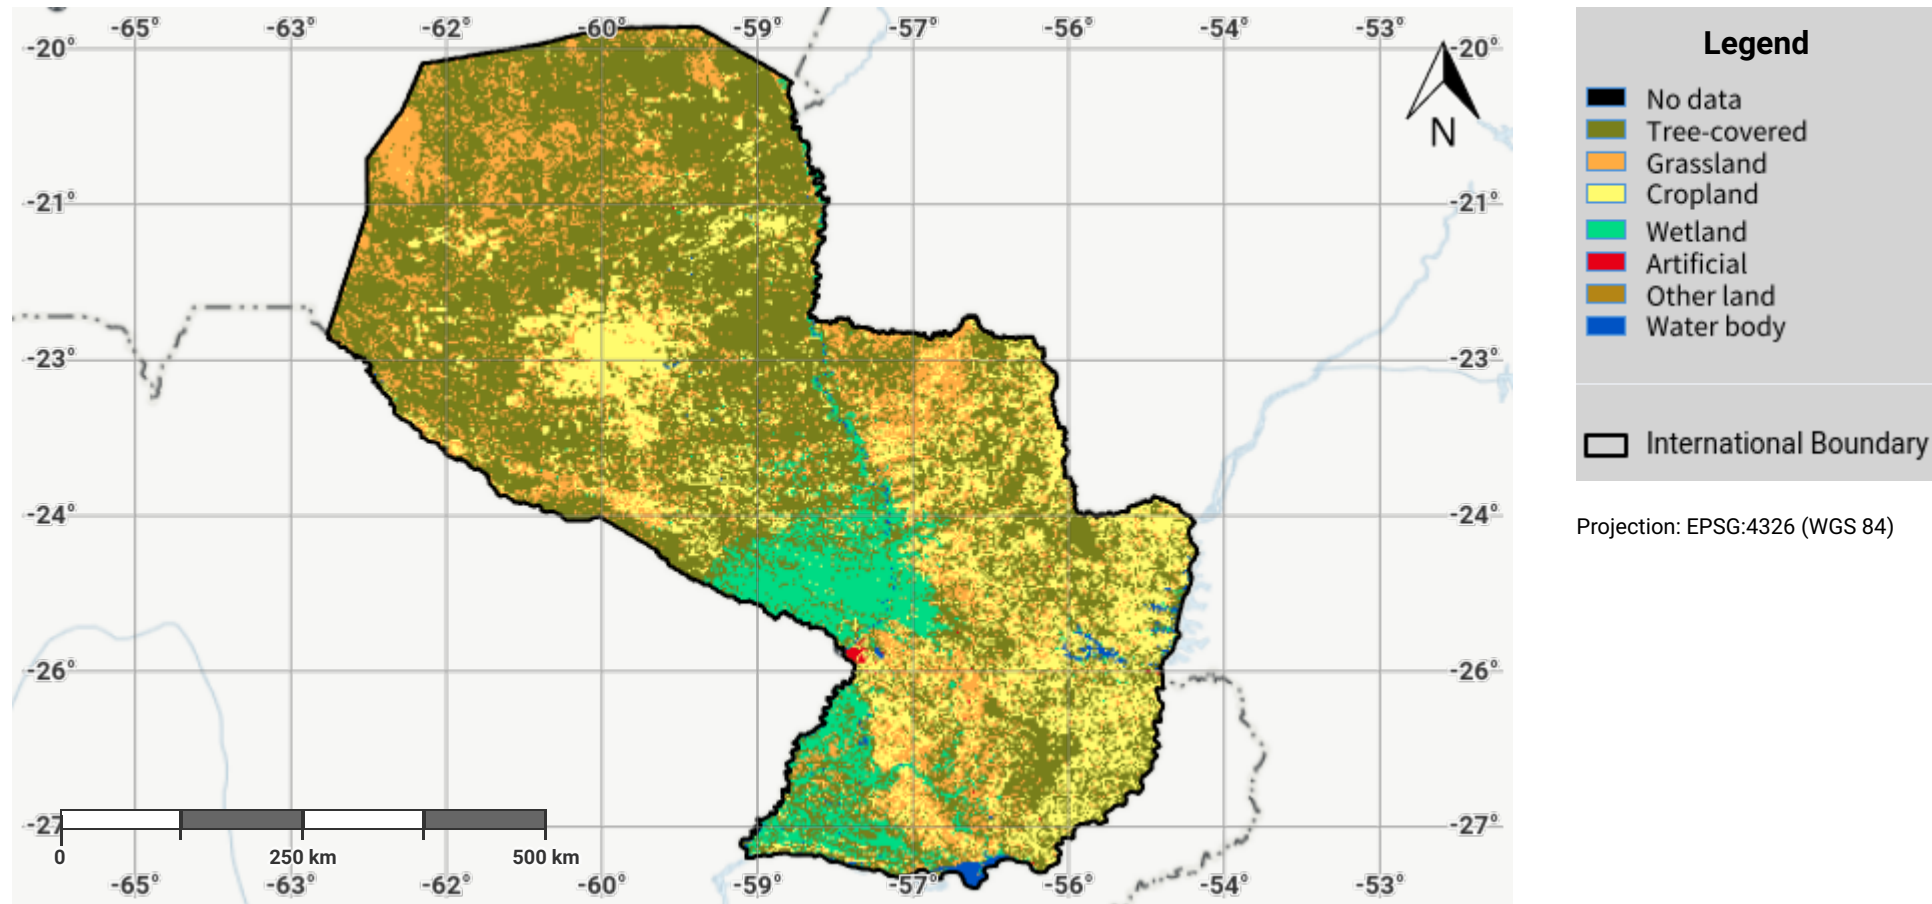 -65° -63° -62° -60° -59° -57° -56° -54° -53°
-20° -20°
-21° -21°
-23° -23°
-24° -24°
-26° -26°
-27 -27°
0 250 km 500 km
-65° -63° -62° -60° -59° -57° -56° -54° -53°
N
Legend
No data
Tree-covered
Grassland
Cropland
Wetland
Artificial
Other land
Water body
International Boundary
Projection: EPSG:4326 (WGS 84)